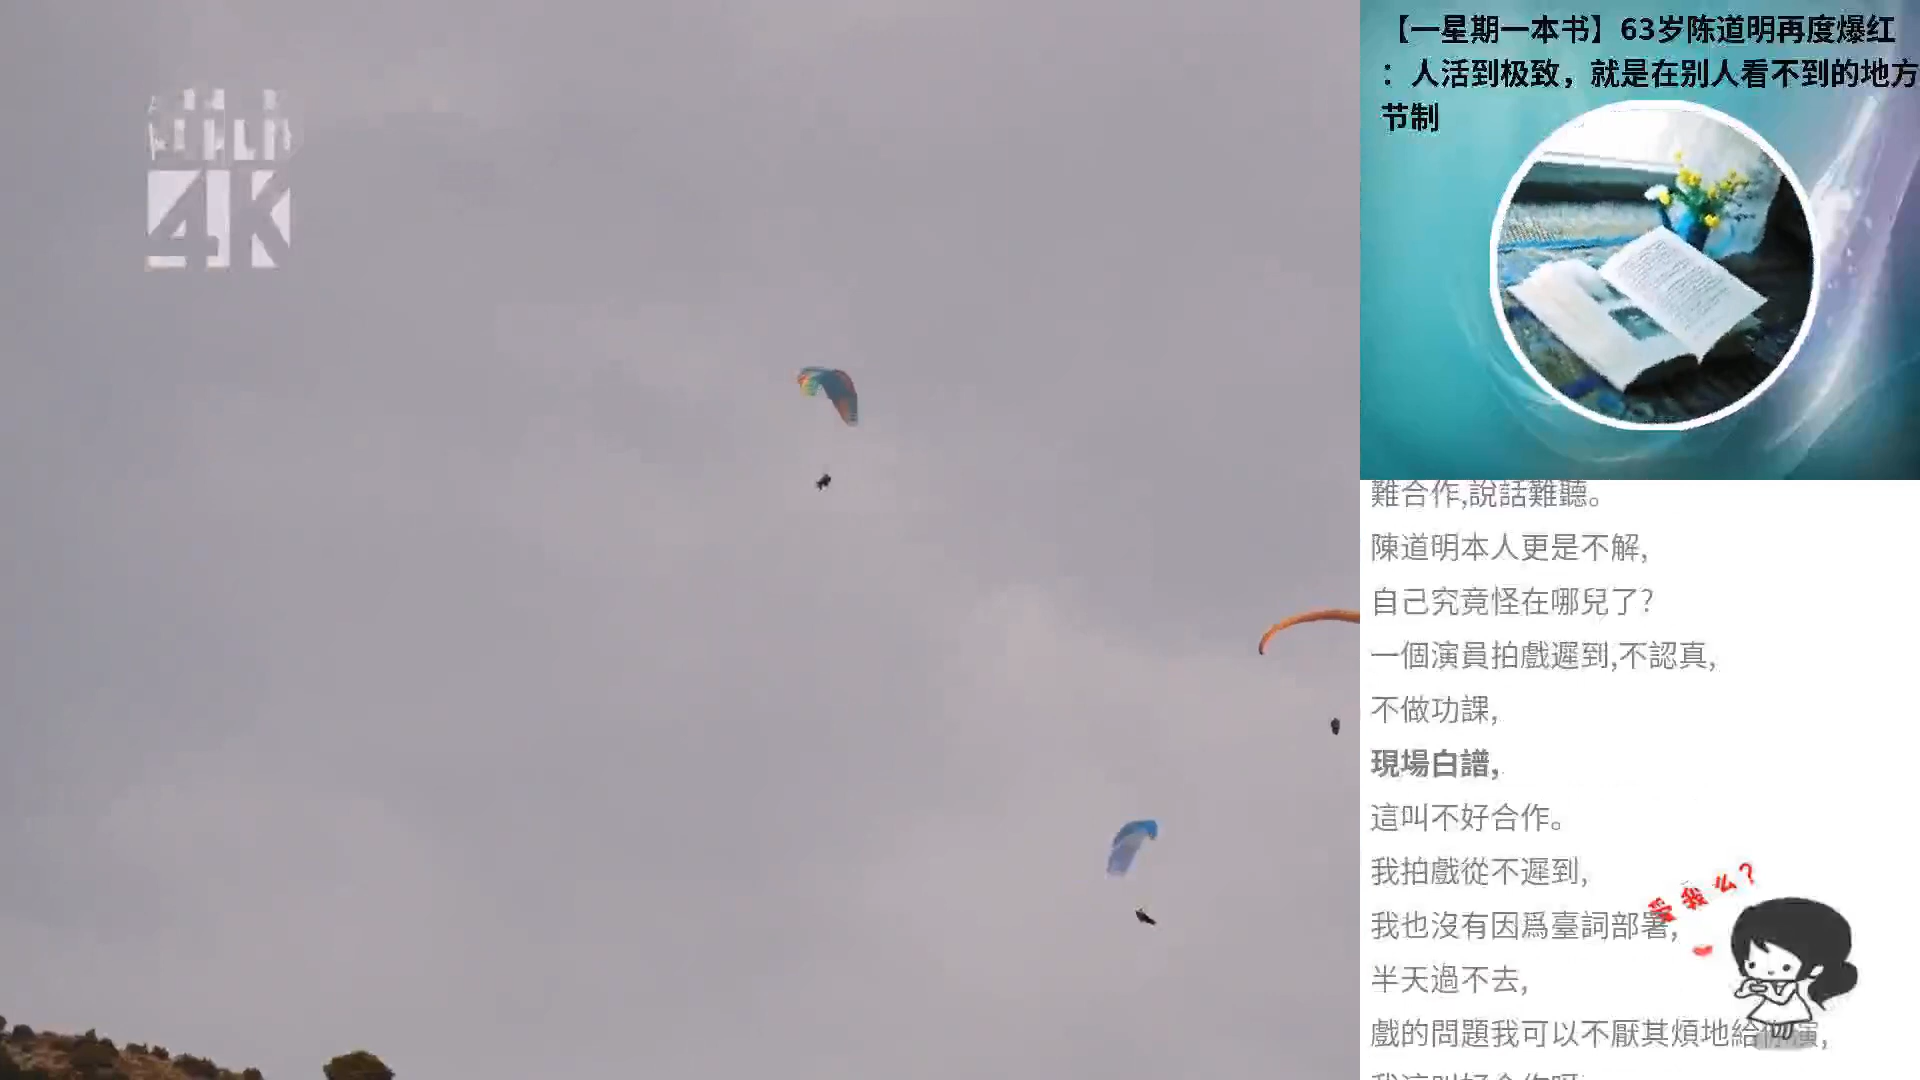 4K
【一星期一本书】63岁陈道明再度爆红
：人活到极致，就是在别人看不到的地方
节制
難合作,說話難聽。
陳道明本人更是不解,
自己究竟怪在哪兒了?
一個演員拍戲遲到,不認真,
不做功課,
現場白譜,
這叫不好合作。
我拍戲從不遲到,
爱我么?
我也沒有因爲臺詞部署,
半天過不去,
戲的問題我可以不厭其煩地給你演,